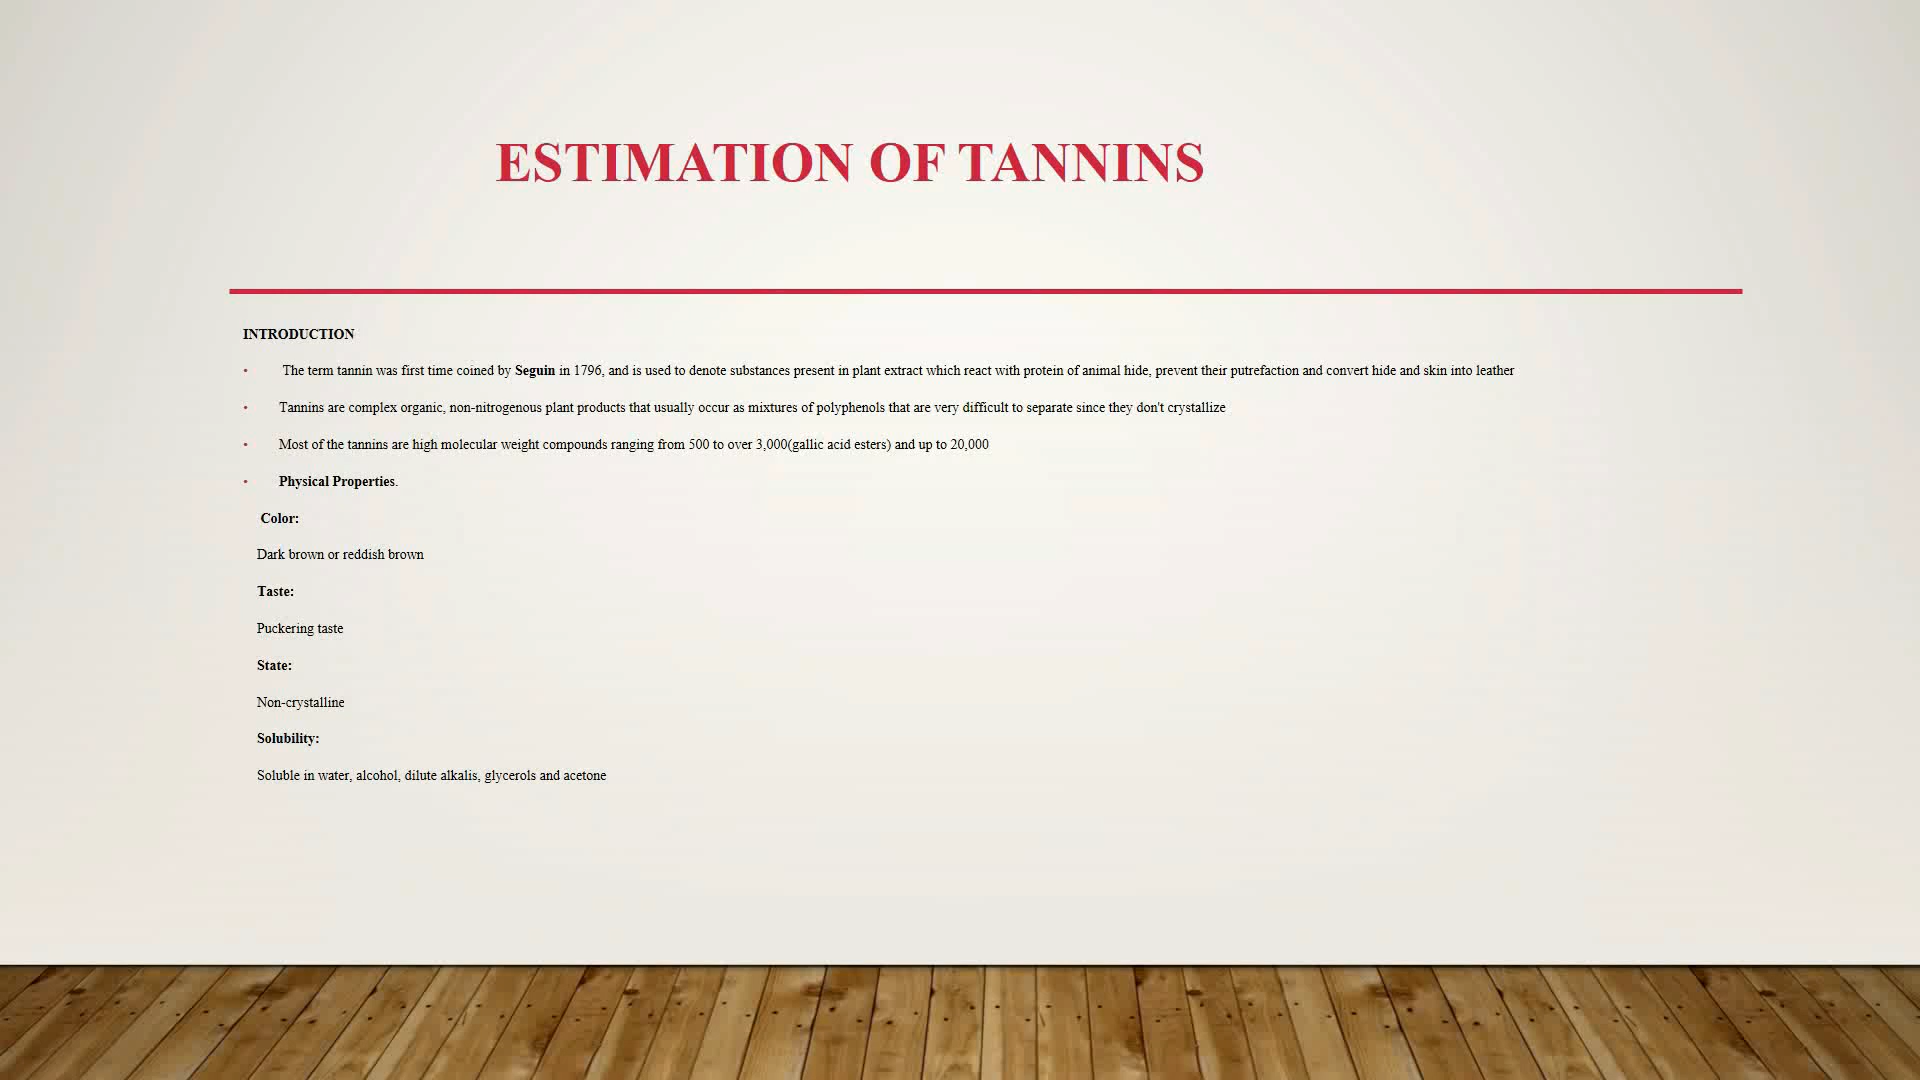 ESTIMATION OF TANNINS
INTRODUCTION
• The term tannin was first time coined by Seguin in 1796, and is used to denote substances present in plant extract which react with protein of animal hide, prevent their putrefaction and convert hide and skin into leather
• Tannins are complex organic, non-nitrogenous plant products that usually occur as mixtures of polyphenols that are very difficult to separate since they don't crystallize
• Most of the tannins are high molecular weight compounds ranging from 500 to over 3,000(gallic acid esters) and up to 20,000
• Physical Properties.
Color:
Dark brown or reddish brown
Taste:
Puckering taste
State:
Non-crystalline
Solubility:
Soluble in water, alcohol, dilute alkalis, glycerols and acetone